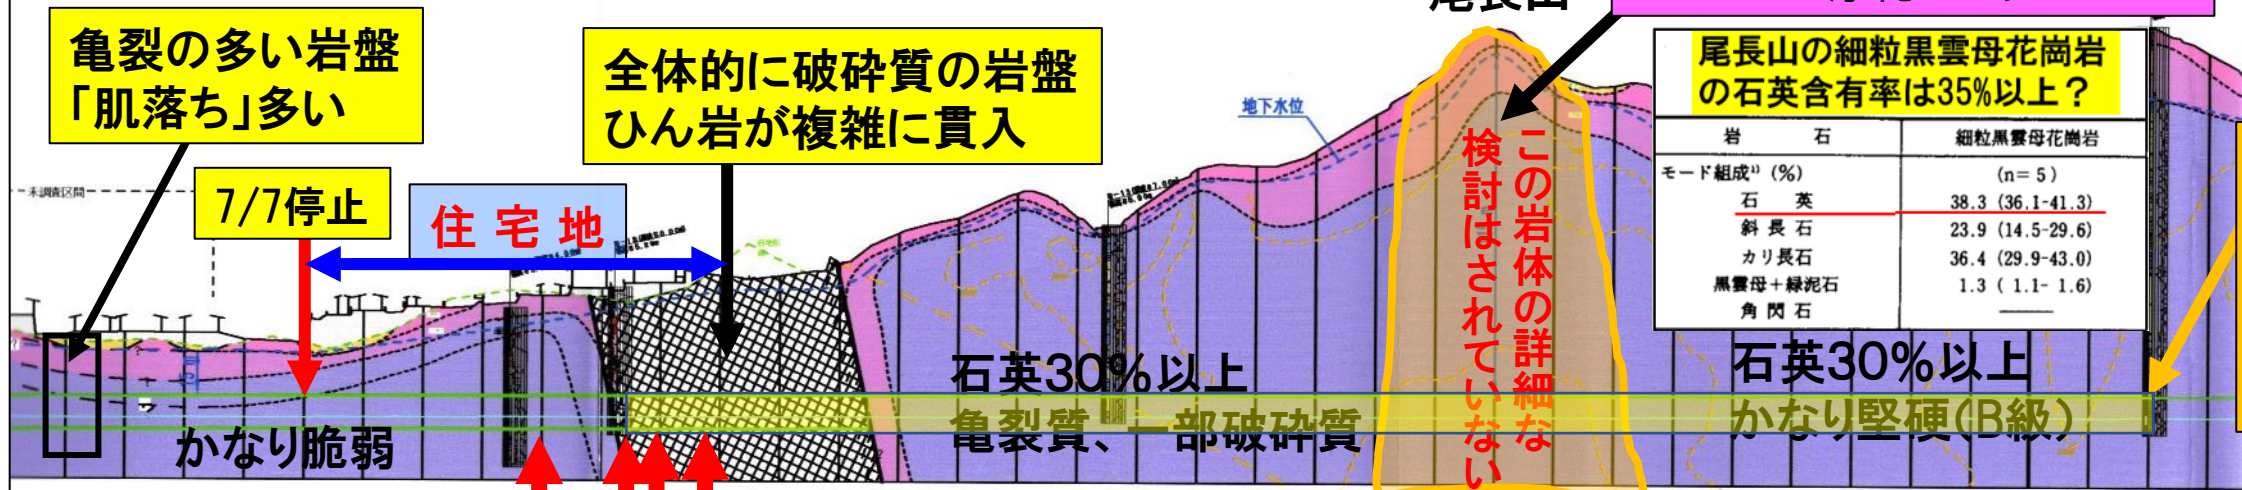 尾長山
亀裂の多い岩盤
「肌落ち」多い
全体的に破砕質の岩盤
ひん岩が複雑に貫入
7/7停止
住宅地
未調査区間
地下水位
この岩体の詳細な
検討はされていない
尾長山の細粒黒雲母花崗岩
の石英含有率は35%以上?
岩　石 細粒黒雲母花崗岩
モード組成¹⁾ (%) (n= 5)
石　英 38.3 (36.1-41.3)
斜長石 23.9 (14.5-29.6)
カリ長石 36.4 (29.9-43.0)
黒雲母+緑泥石 1.3 ( 1.1- 1.6)
角閃石 ——
かなり脆弱
石英30%以上
亀裂質、一部破砕質
石英30%以上
かなり堅硬(B級)